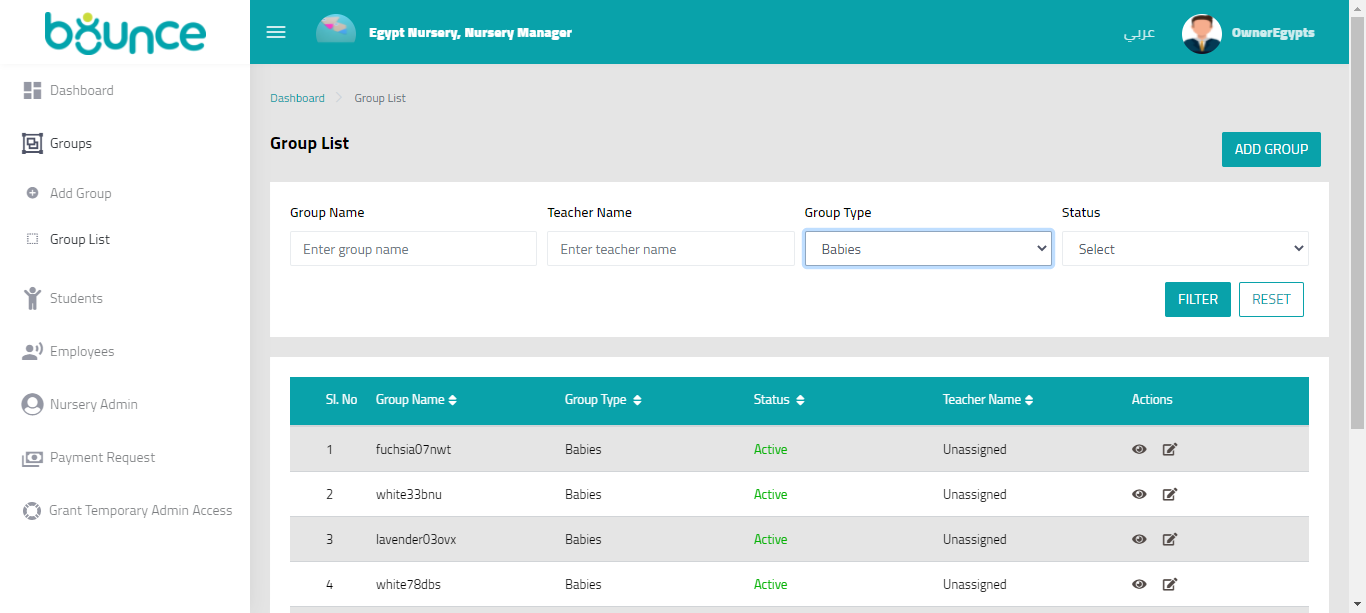 bounce
Egypt Nursery, Nursery Manager
عربي
OwnerEgypts
Dashboard
Groups
Add Group
Group List
Students
Employees
Nursery Admin
Payment Request
Grant Temporary Admin Access
Dashboard Group List
Group List
ADD GROUP
Group Name Teacher Name Group Type Status
Enter group name Enter teacher name Babies Select
FILTER RESET
Sl. No Group Name Group Type Status Teacher Name Actions
1 fuchsia07nwt Babies Active Unassigned
2 white33bnu Babies Active Unassigned
3 lavender03ovx Babies Active Unassigned
4 white78dbs Babies Active Unassigned